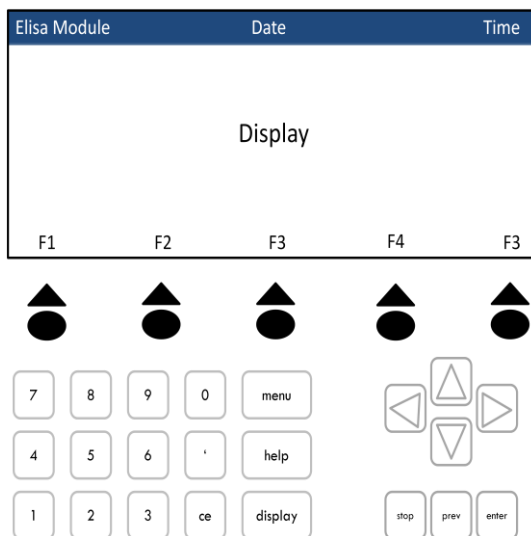 Elisa Module Date Time
Display
F1 F2 F3 F4 F3
7 8 9 0 menu
4 5 6 ‘ help
1 2 3 ce display stop prev enter